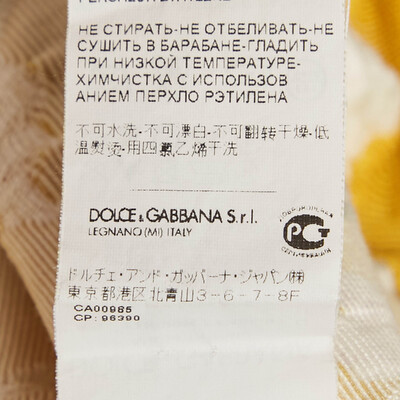 НЕ СТИРАТЬ-НЕ ОТБЕЛИВАТЬ-НЕ
СУШИТЬ В БАРАБАНЕ-ГЛАДИТЬ
ПРИ НИЗКОЙ ТЕМПЕРАТУРЕ-
ХИМЧИСТКА С ИСПОЛЬЗОВ
АНИЕМ ПЕРХЛО РЭТИЛЕНА
不可水洗-不可漂白-不可翻转干燥-低
温熨烫-用四氯乙烯干洗
DOLCE&GABBANA S.r.l.
LEGNANO (MI) ITALY
РСТ
ドルチェ・アンド・ガッバーナ・ジャパン㈱
東京都港区北青山3-6-7-8F
CA00985
CP: 96390